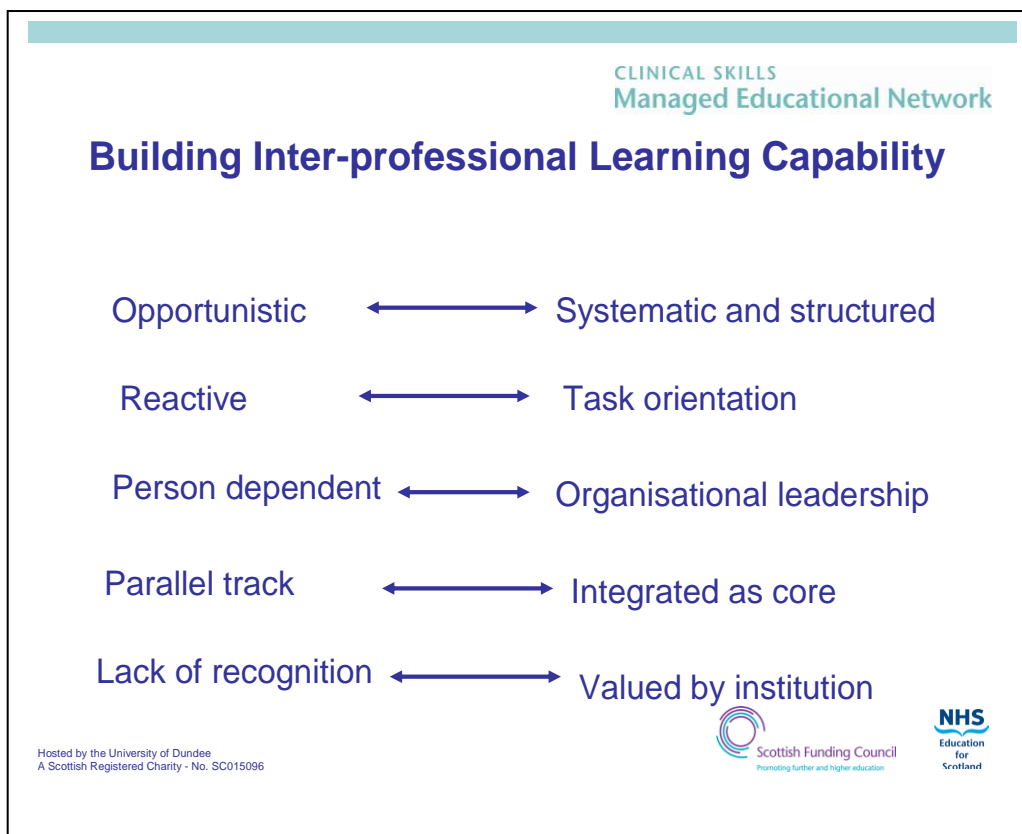 CLINICAL SKILLS
Managed Educational Network
Building Inter-professional Learning Capability
Opportunistic Systematic and structured
Reactive Task orientation
Person dependent Organisational leadership
Parallel track Integrated as core
Lack of recognition Valued by institution
Hosted by the University of Dundee
A Scottish Registered Charity - No. SC015096
Scottish Funding Council
Promoting further and higher education
NHS
Education
for
Scotland